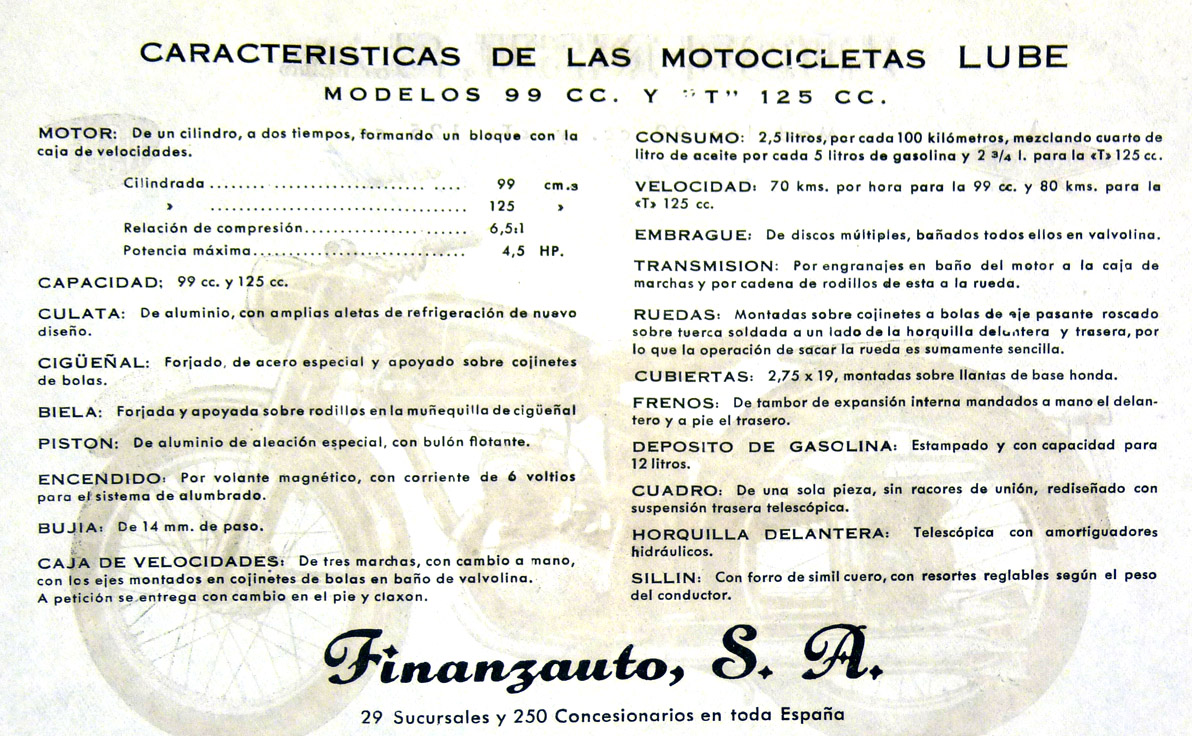 CARACTERISTICAS DE LAS MOTOCICLETAS LUBE
MODELOS 99 CC. Y "T" 125 CC.
MOTOR: De un cilindro, a dos tiempos, formando un bloque con la
caja de velocidades.
Cilindrada .................................... 99 cm.3
» .................................... 125 »
Relación de compresión........................ 6,5:1
Potencia máxima.............................. 4,5 HP.
CAPACIDAD: 99 cc. y 125 cc.
CULATA: De aluminio, con amplias aletas de refrigeración de nuevo
diseño.
CIGÜEÑAL: Forjado, de acero especial y apoyado sobre cojinetes
de bolas.
BIELA: Forjada y apoyada sobre rodillos en la muñequilla de cigüeñal
PISTON: De aluminio de aleación especial, con bulón flotante.
ENCENDIDO: Por volante magnético, con corriente de 6 voltios
para el sistema de alumbrado.
BUJIA: De 14 mm. de paso.
CAJA DE VELOCIDADES: De tres marchas, con cambio a mano,
con los ejes montados en cojinetes de bolas en baño de valvolina.
A petición se entrega con cambio en el pie y claxon.
CONSUMO: 2,5 litros, por cada 100 kilómetros, mezclando cuarto de
litro de aceite por cada 5 litros de gasolina y 2 3/4 l. para la «T» 125 cc.
VELOCIDAD: 70 kms. por hora para la 99 cc. y 80 kms. para la
«T» 125 cc.
EMBRAGUE: De discos múltiples, bañados todos ellos en valvolina.
TRANSMISION: Por engranajes en baño del motor a la caja de
marchas y por cadena de rodillos de esta a la rueda.
RUEDAS: Montadas sobre cojinetes a bolas de eje pasante roscado
sobre tuerca soldada a un lado de la horquilla delantera y trasera, por
lo que la operación de sacar la rueda es sumamente sencilla.
CUBIERTAS: 2,75 x 19, montadas sobre llantas de base honda.
FRENOS: De tambor de expansión interna mandados a mano el delan-
tero y a pie el trasero.
DEPOSITO DE GASOLINA: Estampado y con capacidad para
12 litros.
CUADRO: De una sola pieza, sin racores de unión, rediseñado con
suspensión trasera telescópica.
HORQUILLA DELANTERA: Telescópica con amortiguadores
hidráulicos.
SILLIN: Con forro de simil cuero, con resortes reglables según el peso
del conductor.
Finanzauto, S. A.
29 Sucursales y 250 Concesionarios en toda España